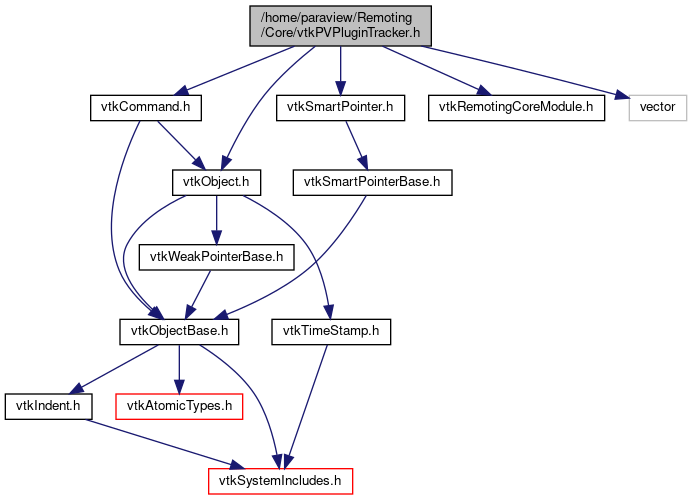 /home/paraview/Remoting
/Core/vtkPVPluginTracker.h
vtkCommand.h
vtkSmartPointer.h
vtkRemotingCoreModule.h
vector
vtkObject.h
vtkSmartPointerBase.h
vtkWeakPointerBase.h
vtkObjectBase.h
vtkTimeStamp.h
vtkIndent.h
vtkAtomicTypes.h
vtkSystemIncludes.h